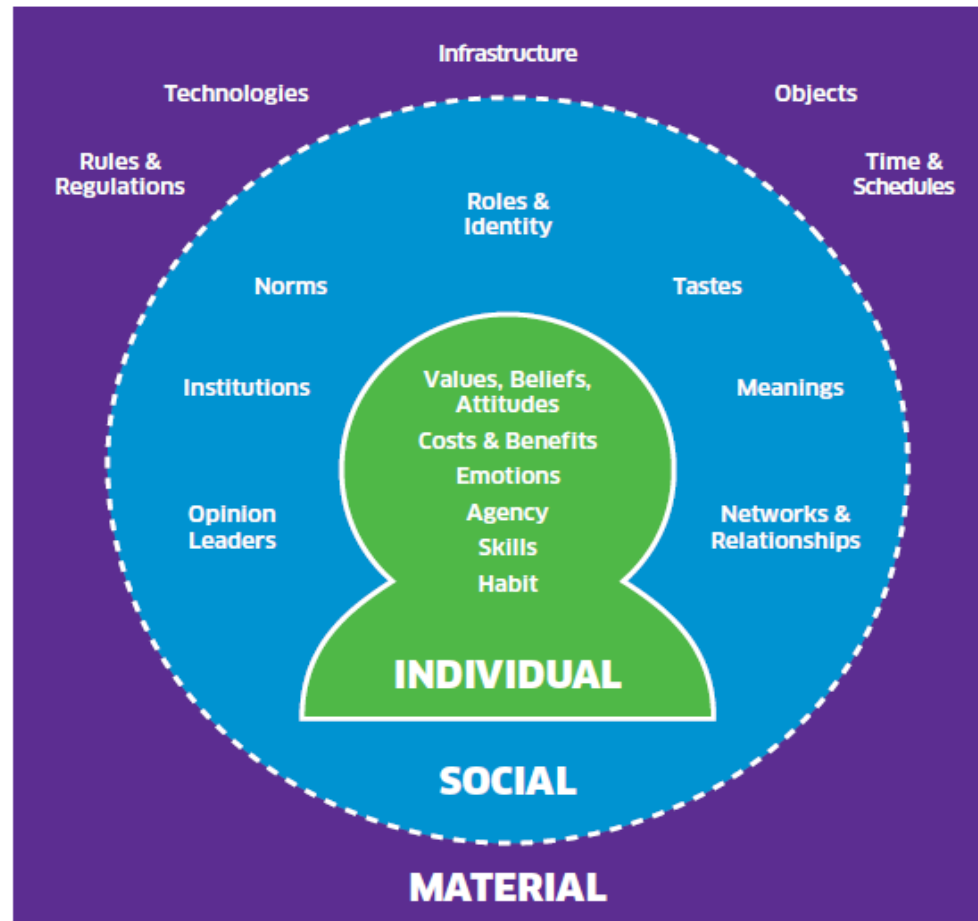 Infrastructure
Technologies
Objects
Rules &
Regulations
Time &
Schedules
Roles &
Identity
Norms
Tastes
Institutions
Meanings
Opinion
Leaders
Networks &
Relationships
Values, Beliefs,
Attitudes
Costs & Benefits
Emotions
Agency
Skills
Habit
INDIVIDUAL
SOCIAL
MATERIAL